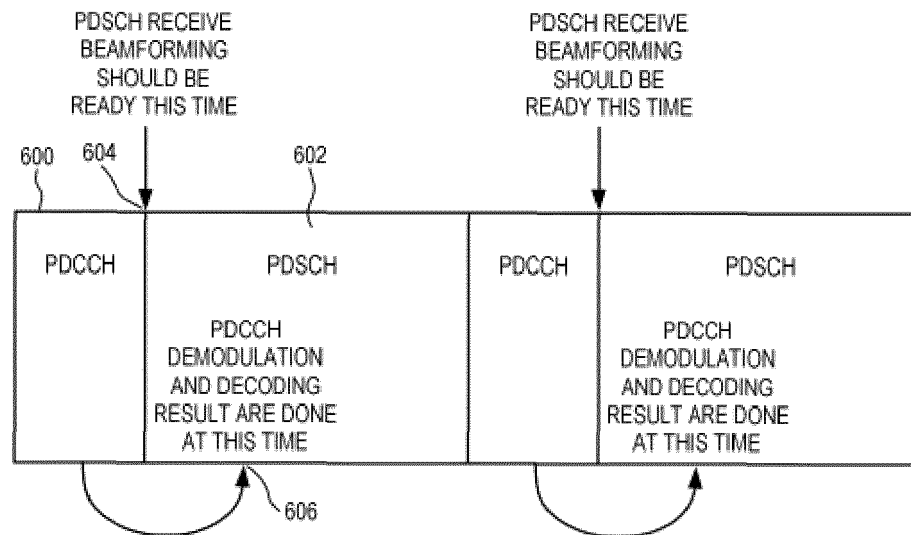 PDSCH RECEIVE
BEAMFORMING
SHOULD BE
READY THIS TIME
PDSCH RECEIVE
BEAMFORMING
SHOULD BE
READY THIS TIME
600
604
602
PDCCH
PDSCH
PDCCH
PDSCH
PDCCH
DEMODULATION
AND DECODING
RESULT ARE DONE
AT THIS TIME
PDCCH
DEMODULATION
AND DECODING
RESULT ARE DONE
AT THIS TIME
606